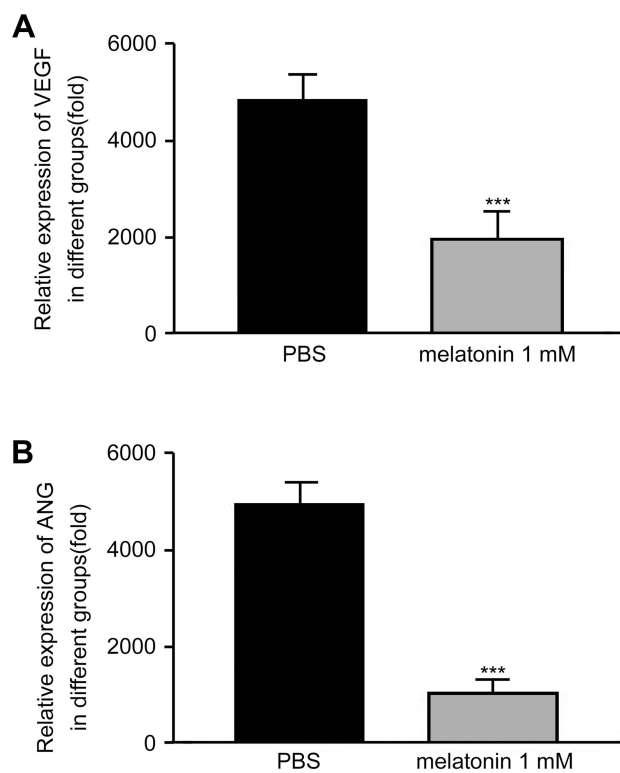 A
Relative expression of VEGF
in different groups(fold)
6000
4000
2000
0
***
PBS
melatonin 1 mM
B
Relative expression of ANG
in different groups(fold)
6000
4000
2000
0
***
PBS
melatonin 1 mM